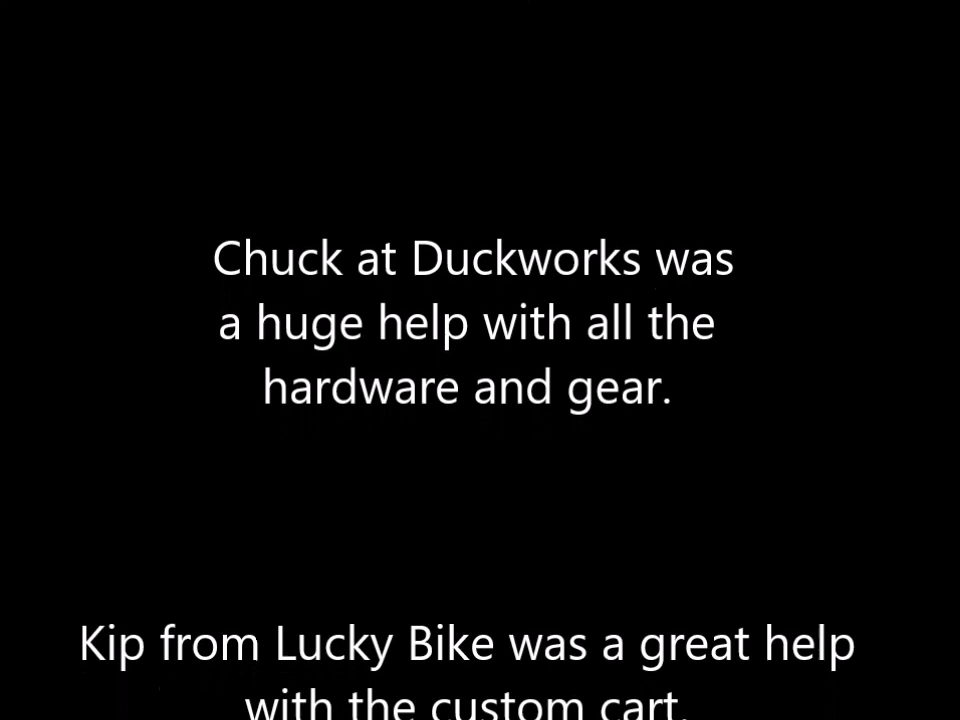 Chuck at Duckworks was
a huge help with all the
hardware and gear.
Kip from Lucky Bike was a great help
with the custom cart.